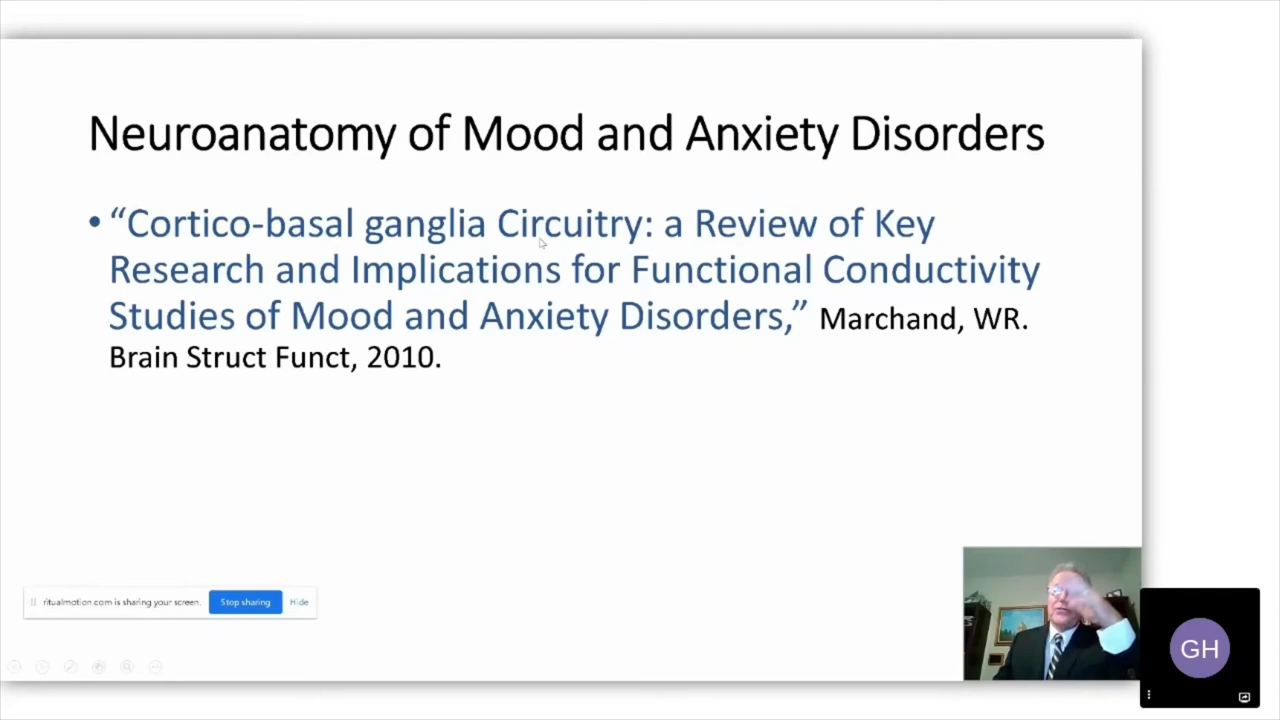 Neuroanatomy of Mood and Anxiety Disorders
• “Cortico-basal ganglia Circuitry: a Review of Key
Research and Implications for Functional Conductivity
Studies of Mood and Anxiety Disorders,” Marchand, WR.
Brain Struct Funct, 2010.
ritualmotion.com is sharing your screen. Stop sharing Hide
GH